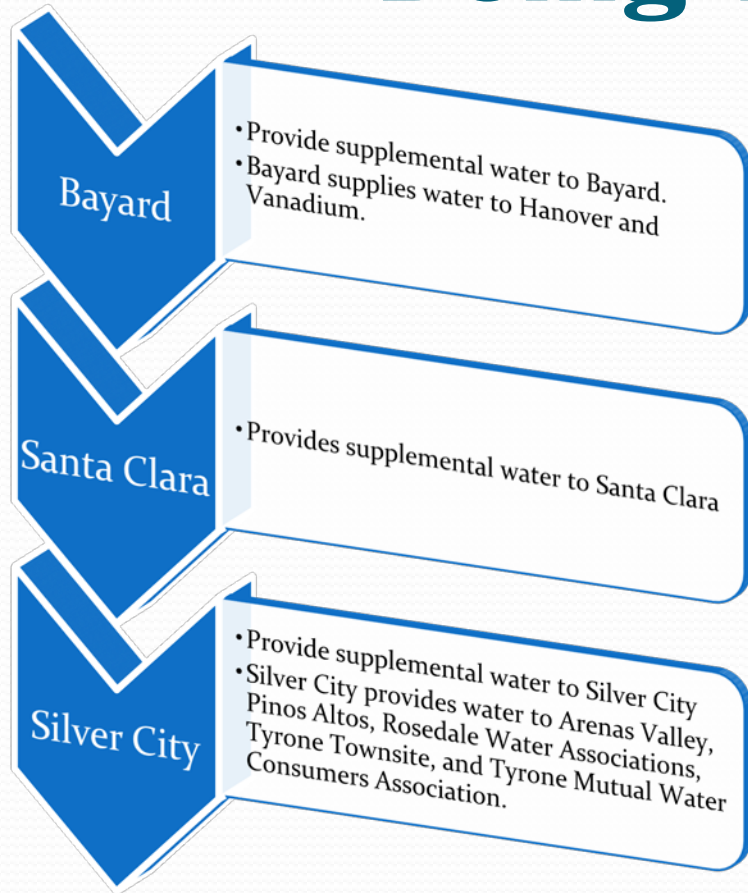 Bayard
•Provide supplemental water to Bayard.
•Bayard supplies water to Hanover and
Vanadium.
Santa Clara
•Provides supplemental water to Santa Clara
Silver City
•Provide supplemental water to Silver City
•Silver City provides water to Arenas Valley,
Pinos Altos, Rosedale Water Associations,
Tyrone Townsite, and Tyrone Mutual Water
Consumers Association.